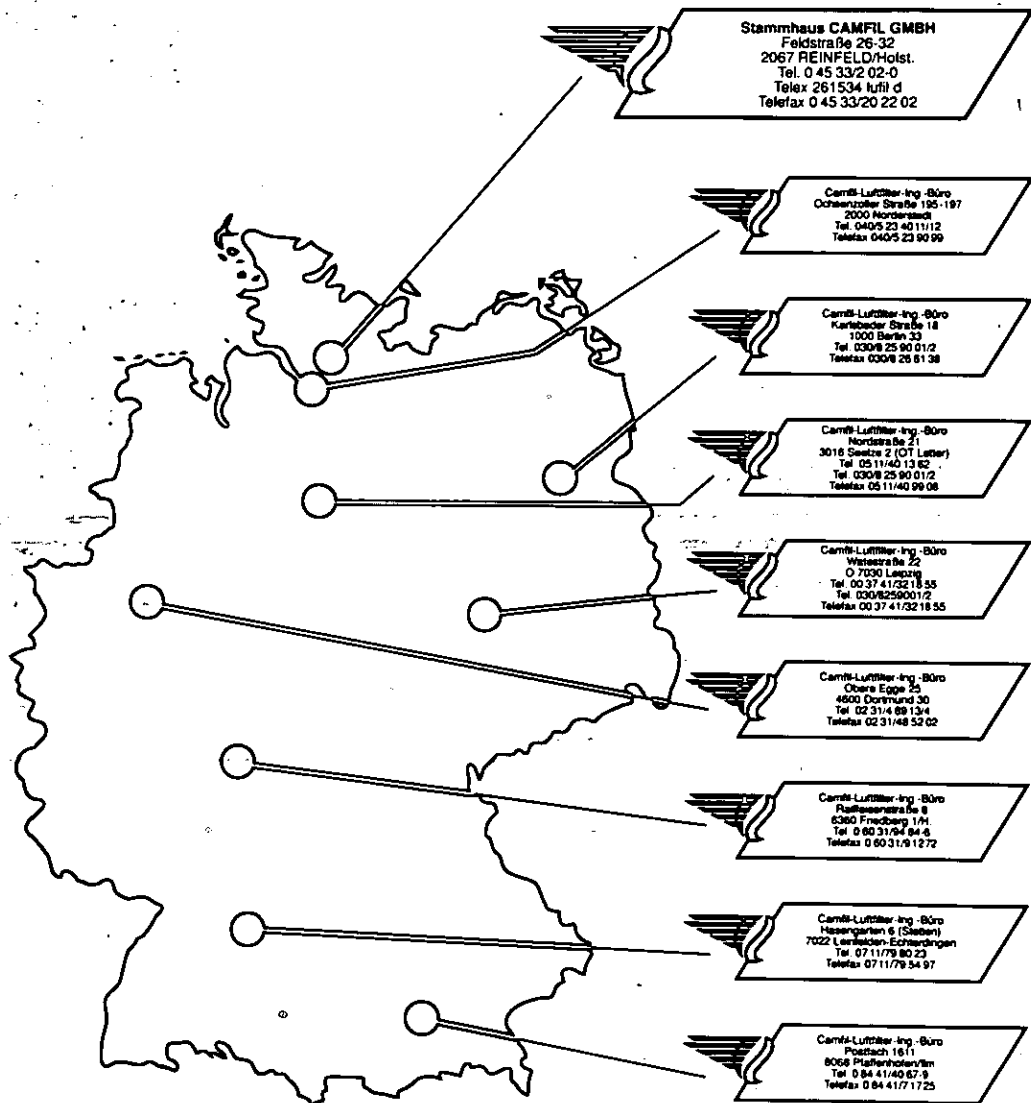 Stammhaus CAMFIL GMBH
Feldstraße 26-32
2067 REINFELD/Holst.
Tel. 0 45 33/2 02-0
Telex 261534 lufil d
Telefax 0 45 33/20 22 02
Camfil-Luftfilter-Ing.-Büro
Ochsenzoller Straße 195-197
2000 Norderstedt
Tel. 040/5 23 40 11/12
Telefax 040/5 23 90 99
Camfil-Luftfilter-Ing.-Büro
Karlsbader Straße 18
1000 Berlin 33
Tel. 030/8 25 90 01/2
Telefax 030/8 26 61 38
Camfil-Luftfilter-Ing.-Büro
Nordstraße 21
3016 Seelze 2 (OT Letter)
Tel. 05 11/40 13 62
Tel. 030/8 25 90 01/2
Telefax 05 11/40 99 08
Camfil-Luftfilter-Ing.-Büro
Watestraße 22
O 7030 Leipzig
Tel. 00 37 41/32 18 55
Tel. 030/8259001/2
Telefax 00 37 41/32 18 55
Camfil-Luftfilter-Ing.-Büro
Obere Egge 25
4600 Dortmund 30
Tel. 02 31/4 89 13/4
Telefax 02 31/48 52 02
Camfil-Luftfilter-Ing.-Büro
Raiffeisenstraße 8
6360 Friedberg 1/H.
Tel. 0 60 31/94 84-6
Telefax 0 60 31/9 12 72
Camfil-Luftfilter-Ing.-Büro
Hasengarten 6 (Stetten)
7022 Leinfelden-Echterdingen
Tel. 07 11/79 80 23
Telefax 07 11/79 54 97
Camfil-Luftfilter-Ing.-Büro
Postfach 1611
8068 Pfaffenhofen/Ilm
Tel. 0 84 41/40 67-9
Telefax 0 84 41/7 17 25